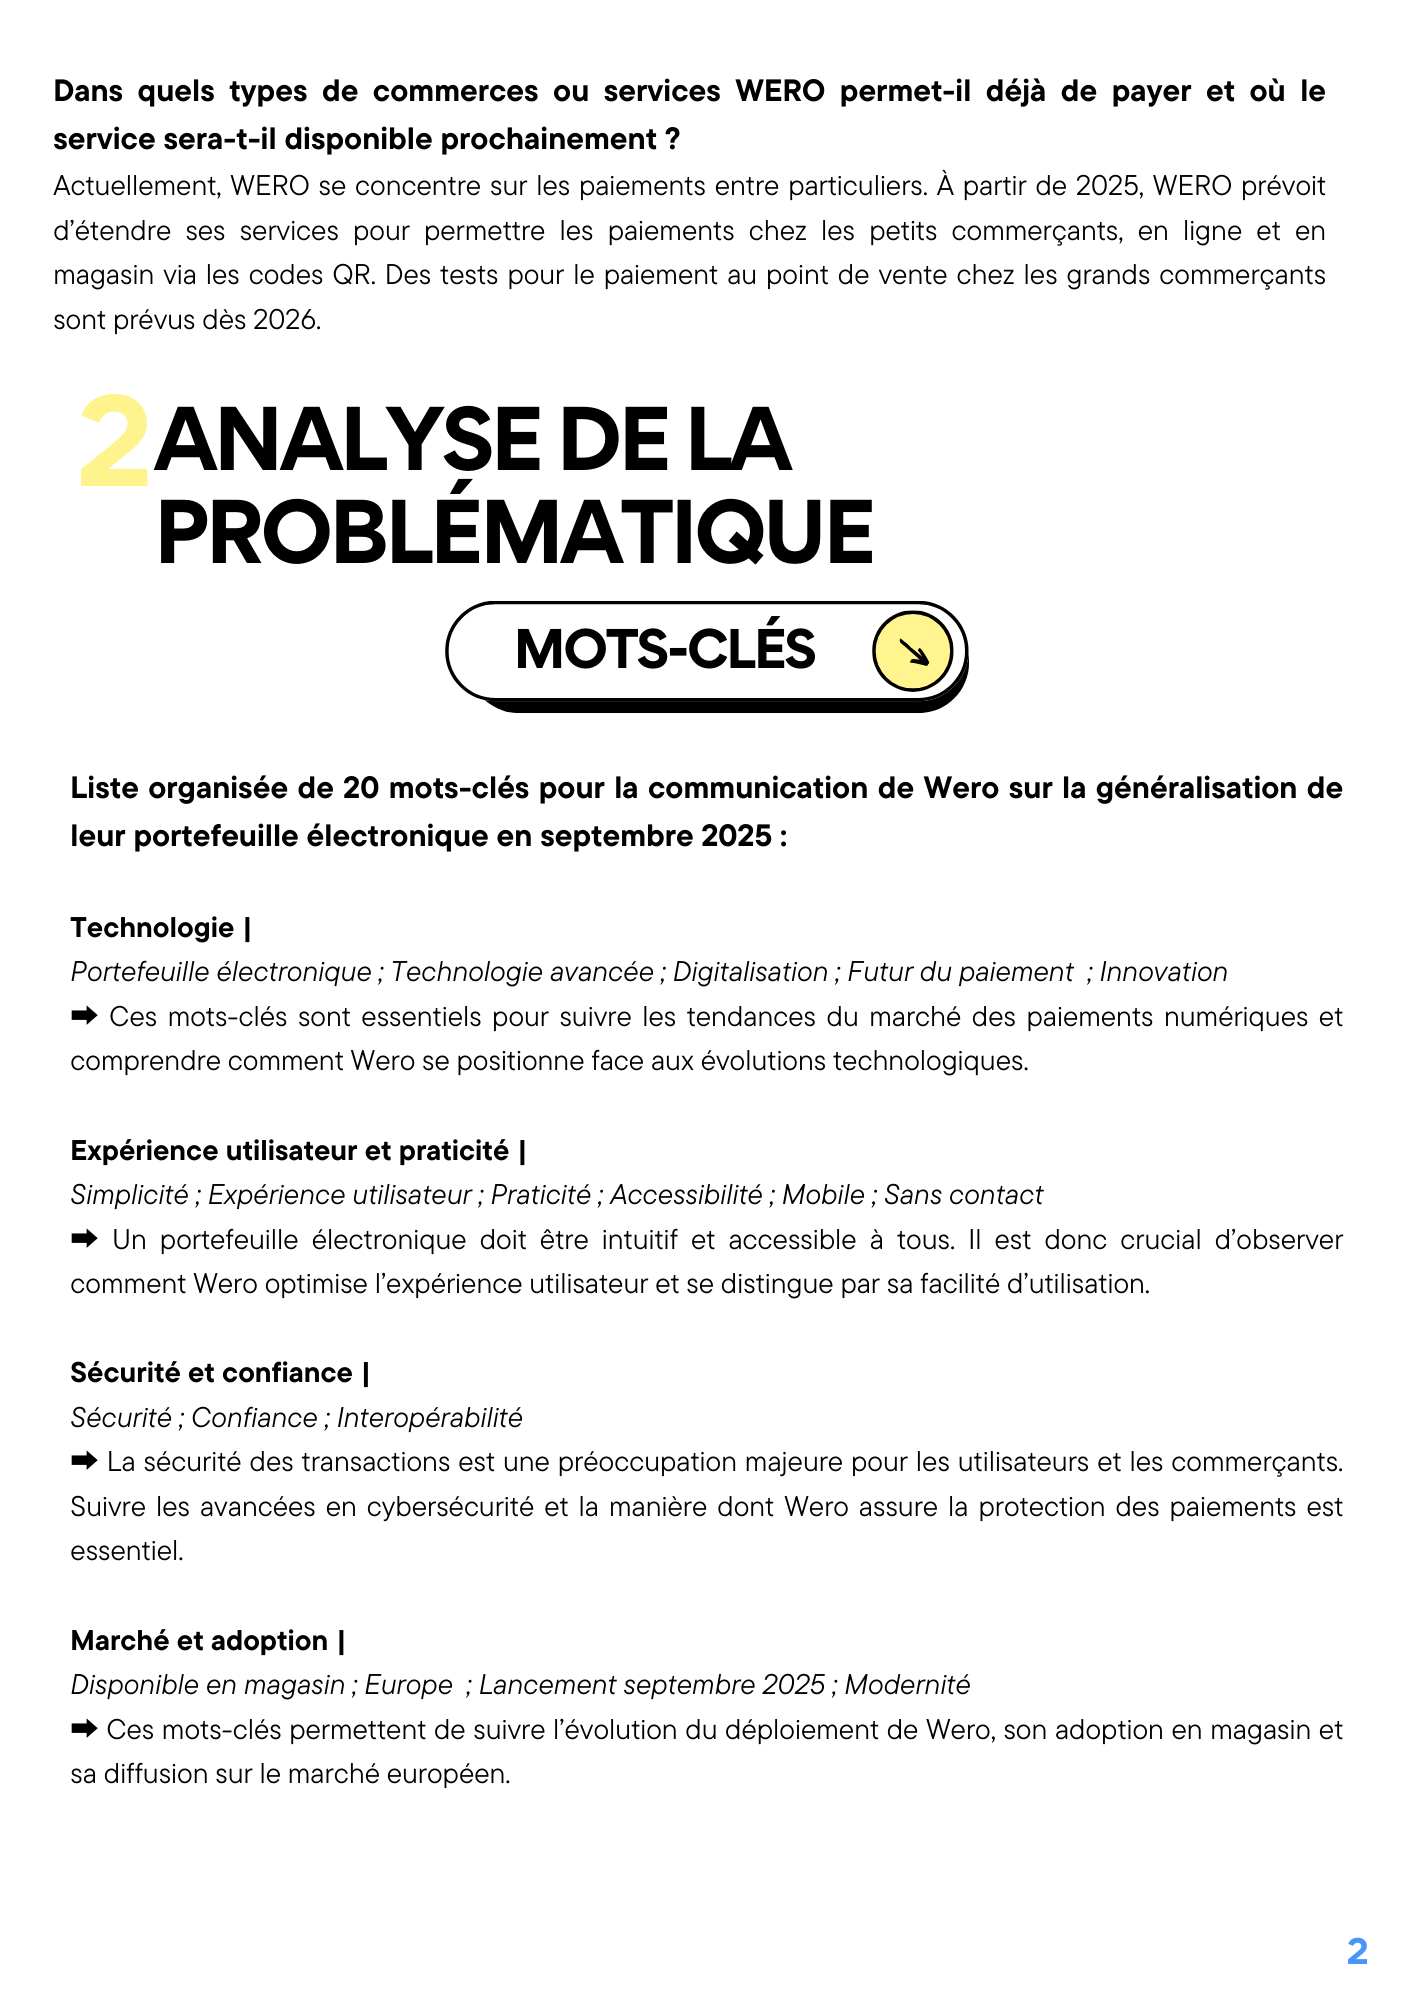 Dans quels types de commerces ou services WERO permet-il déjà de payer et où le
service sera-t-il disponible prochainement ?
Actuellement, WERO se concentre sur les paiements entre particuliers. À partir de 2025, WERO prévoit
d’étendre ses services pour permettre les paiements chez les petits commerçants, en ligne et en
magasin via les codes QR. Des tests pour le paiement au point de vente chez les grands commerçants
sont prévus dès 2026.
2 ANALYSE DE LA
PROBLÉMATIQUE
MOTS-CLÉS
Liste organisée de 20 mots-clés pour la communication de Wero sur la généralisation de
leur portefeuille électronique en septembre 2025 :
Technologie |
Portefeuille électronique ; Technologie avancée ; Digitalisation ; Futur du paiement  ; Innovation
➡ Ces mots-clés sont essentiels pour suivre les tendances du marché des paiements numériques et
comprendre comment Wero se positionne face aux évolutions technologiques.
Expérience utilisateur et praticité |
Simplicité ; Expérience utilisateur ; Praticité ; Accessibilité ; Mobile ; Sans contact
➡ Un portefeuille électronique doit être intuitif et accessible à tous. Il est donc crucial d’observer
comment Wero optimise l’expérience utilisateur et se distingue par sa facilité d’utilisation.
Sécurité et confiance |
Sécurité ; Confiance ; Interopérabilité
➡ La sécurité des transactions est une préoccupation majeure pour les utilisateurs et les commerçants.
Suivre les avancées en cybersécurité et la manière dont Wero assure la protection des paiements est
essentiel.
Marché et adoption |
Disponible en magasin ; Europe  ; Lancement septembre 2025 ; Modernité
➡ Ces mots-clés permettent de suivre l’évolution du déploiement de Wero, son adoption en magasin et
sa diffusion sur le marché européen.
2